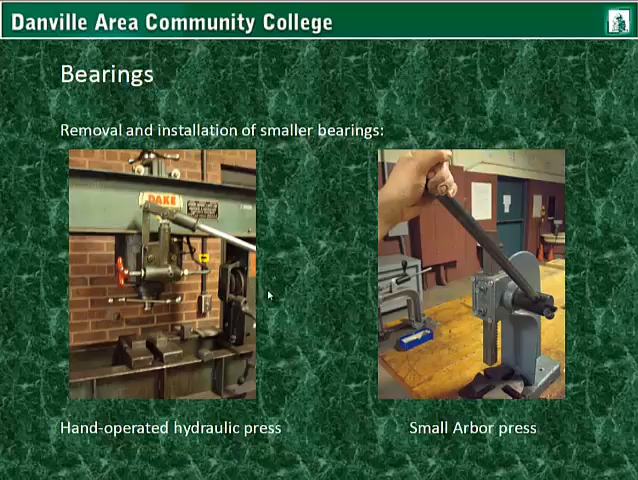 Danville Area Community College
Bearings
Removal and installation of smaller bearings:
DAKE
Hand-operated hydraulic press
Small Arbor press